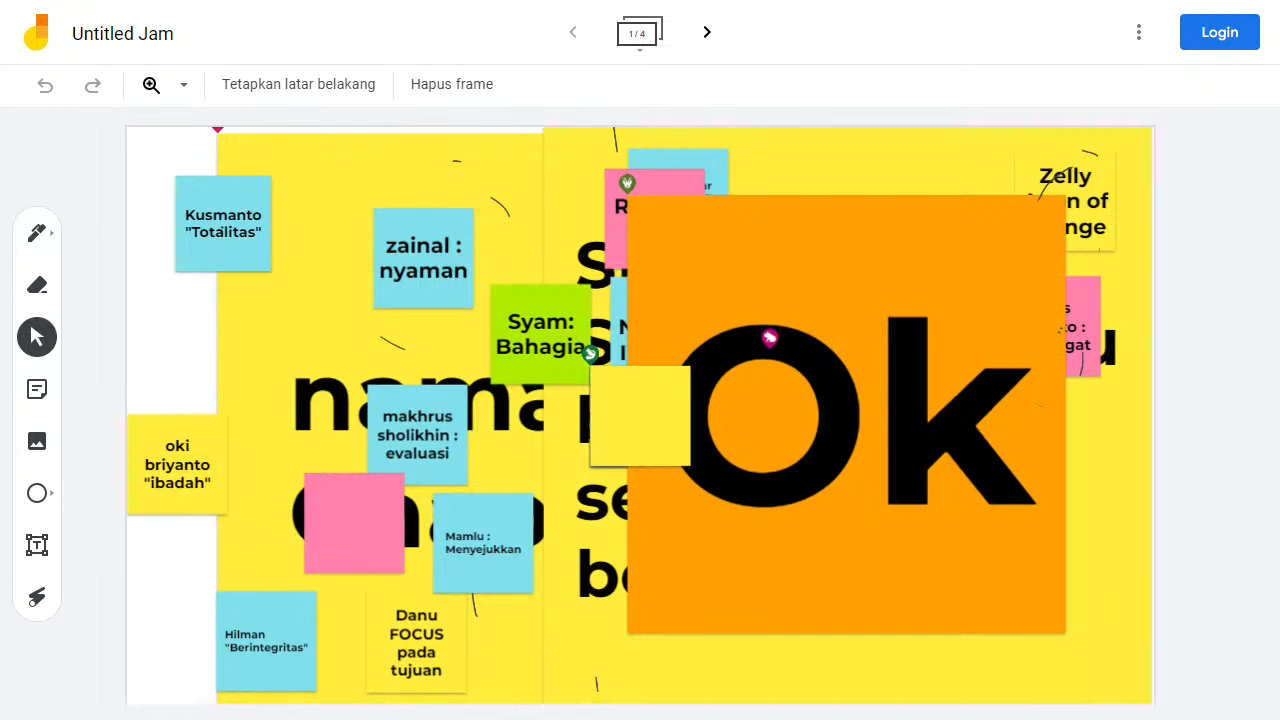 Untitled Jam
1 / 4
Login
Tetapkan latar belakang
Hapus frame
Kusmanto
"Totalitas"
zainal :
nyaman
Syam:
Bahagia
makhrus
sholikhin :
evaluasi
oki
briyanto
"ibadah"
Mamlu :
Menyejukkan
Hilman
"Berintegritas"
Danu
FOCUS
pada
tujuan
nama
Ok
Zelly
of